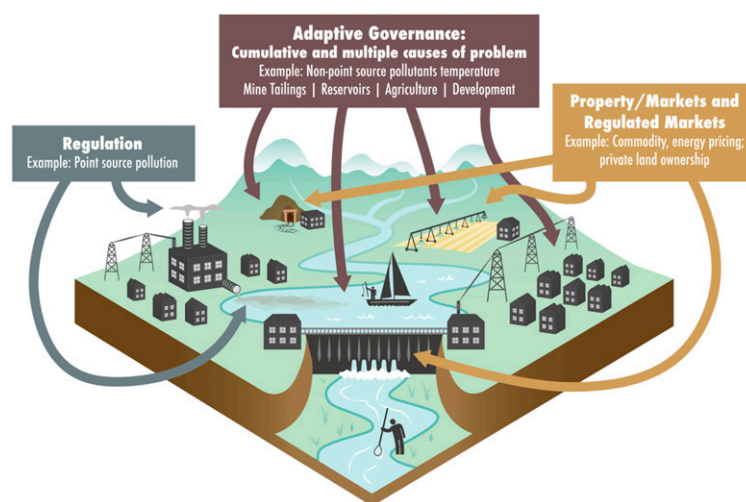 Adaptive Governance:
Cumulative and multiple causes of problem
Example: Non-point source pollutants temperature
Mine Tailings | Reservoirs | Agriculture | Development
Regulation
Example: Point source pollution
Property/Markets and
Regulated Markets
Example: Commodity, energy pricing;
private land ownership